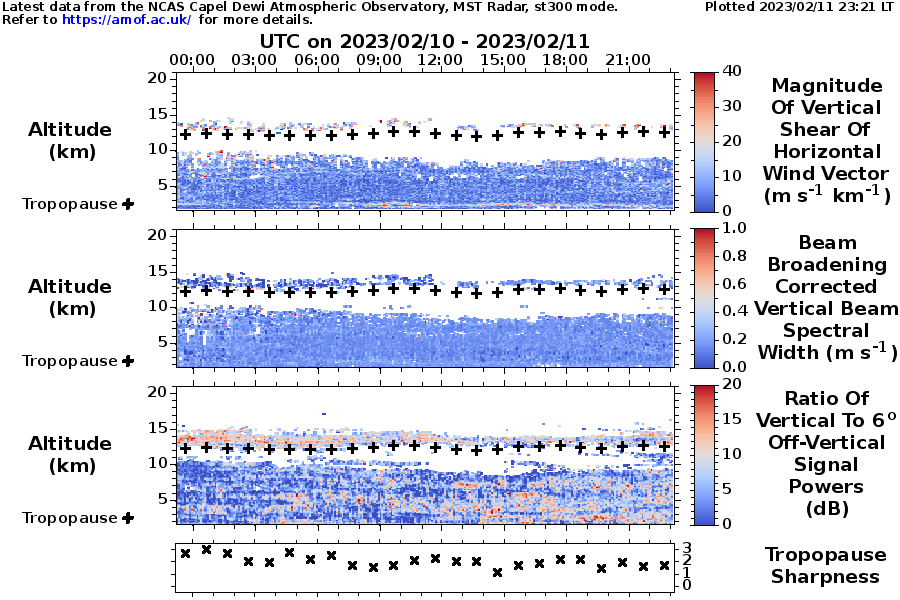 Latest data from the NCAS Capel Dewi Atmospheric Observatory, MST Radar, st300 mode.
Plotted 2023/02/11 23:21 LT
Refer to https://amof.ac.uk/ for more details.
UTC on 2023/02/10 - 2023/02/11
00:00 03:00 06:00 09:00 12:00 15:00 18:00 21:00
20
15
10
5
Altitude
(km)
Tropopause
40
30
20
10
0
Magnitude
Of Vertical
Shear Of
Horizontal
Wind Vector
(m s-1 km-1)
20
15
10
5
Altitude
(km)
Tropopause
1.0
0.8
0.6
0.4
0.2
0.0
Beam
Broadening
Corrected
Vertical Beam
Spectral
Width (m s-1)
20
15
10
5
Altitude
(km)
Tropopause
20
15
10
5
0
Ratio Of
Vertical To 6o
Off-Vertical
Signal
Powers
(dB)
3
2
1
0
Tropopause
Sharpness